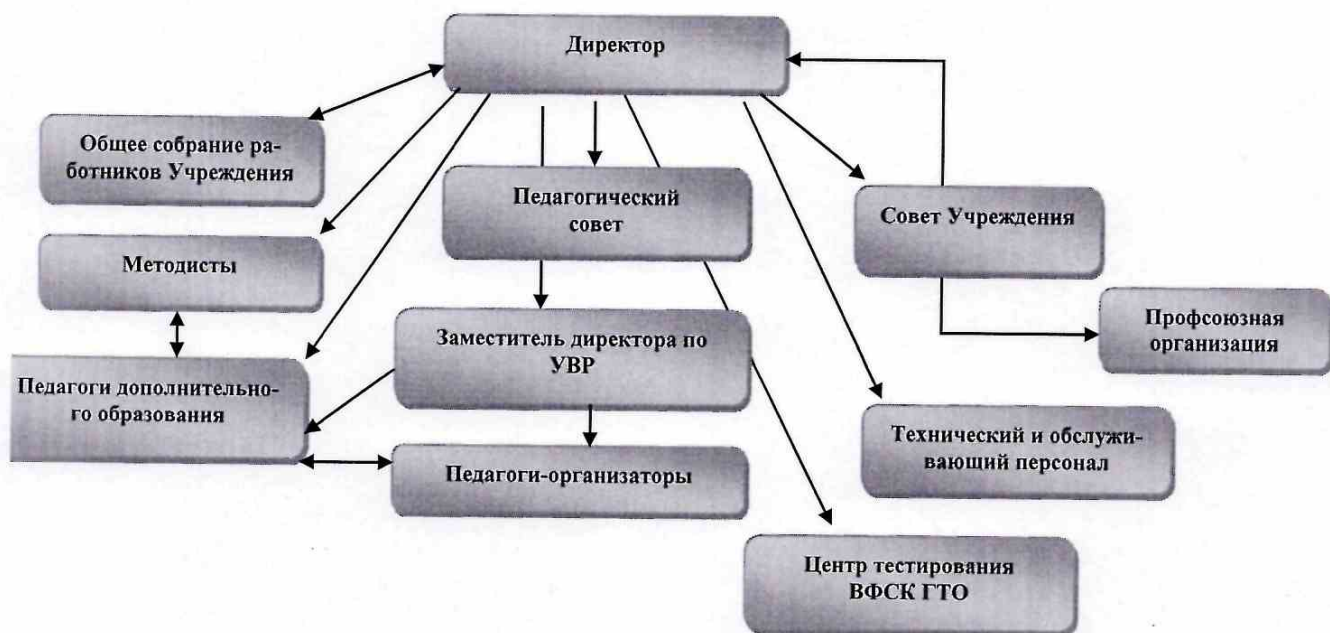 Директор
Общее собрание ра-
ботников Учреждения
Педагогический
совет
Совет Учреждения
Методисты
Заместитель директора по
УВР
Профсоюзная
организация
Педагоги дополнительно-
го образования
Технический и обслужи-
вающий персонал
Педагоги-организаторы
Центр тестирования
ВФСК ГТО